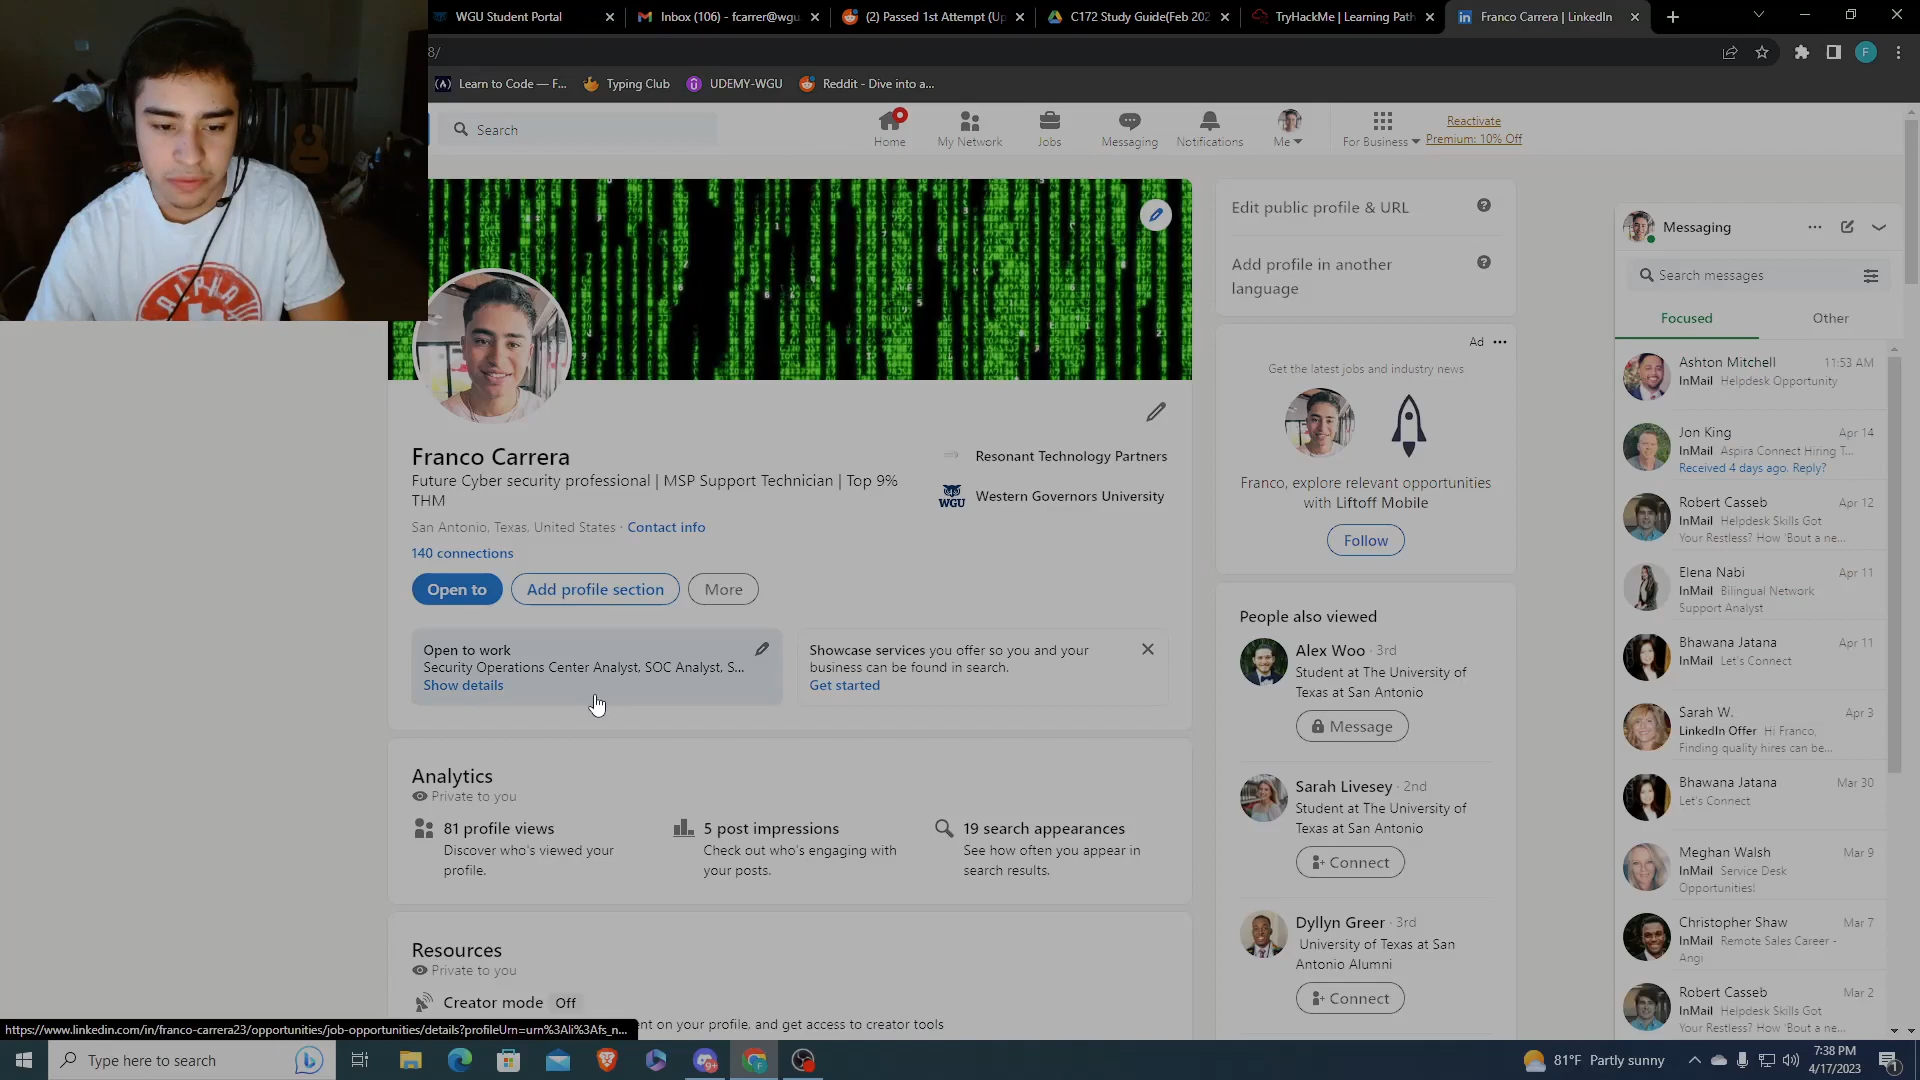 WGU Student Portal
Inbox (106) - fcarrer@wgu
(2) Passed 1st Attempt (Up
C172 Study Guide(Feb 202
TryHackMe | Learning Path
Franco Carrera | LinkedIn
8/
F
Learn to Code — F...
Typing Club
UDEMY-WGU
Reddit - Dive into a...
Search
Home
My Network
Jobs
Messaging
Notifications
Me
For Business
Reactivate
Premium: 10% Off
Franco Carrera
Future Cyber security professional | MSP Support Technician | Top 9%
THM
San Antonio, Texas, United States · Contact info
140 connections
Open to
Add profile section
More
Resonant Technology Partners
WGU
Western Governors University
Open to work
Security Operations Center Analyst, SOC Analyst, S...
Show details
Showcase services you offer so you and your
business can be found in search.
Get started
Analytics
Private to you
81 profile views
Discover who's viewed your
profile.
5 post impressions
Check out who's engaging with
your posts.
19 search appearances
See how often you appear in
search results.
Resources
Private to you
Creator mode Off
nt on your profile, and get access to creator tools
Edit public profile & URL
Add profile in another
language
Ad
Get the latest jobs and industry news
Franco, explore relevant opportunities
with Liftoff Mobile
Follow
People also viewed
Alex Woo · 3rd
Student at The University of
Texas at San Antonio
Message
Sarah Livesey · 2nd
Student at The University of
Texas at San Antonio
Connect
Dyllyn Greer · 3rd
University of Texas at San
Antonio Alumni
Connect
Messaging
Search messages
Focused
Other
Ashton Mitchell 11:53 AM
InMail Helpdesk Opportunity
Jon King Apr 14
InMail Aspira Connect Hiring T...
Received 4 days ago. Reply?
Robert Casseb Apr 12
InMail Helpdesk Skills Got
Your Restless? How 'Bout a ne...
Elena Nabi Apr 11
InMail Bilingual Network
Support Analyst
Bhawana Jatana Apr 11
InMail Let's Connect
Sarah W. Apr 3
LinkedIn Offer Hi Franco,
Finding quality hires can be...
Bhawana Jatana Mar 30
Let's Connect
Meghan Walsh Mar 9
InMail Service Desk
Opportunities!
Christopher Shaw Mar 7
InMail Remote Sales Career -
Angi
Robert Casseb Mar 2
InMail Helpdesk Skills Got
Your Restless? How 'Bout a ne...
https://www.linkedin.com/in/franco-carrera23/opportunities/job-opportunities/details?profileUrn=urn%3Ali%3Afs_n...
Type here to search
9+
81°F Partly sunny
7:38 PM
4/17/2023
1